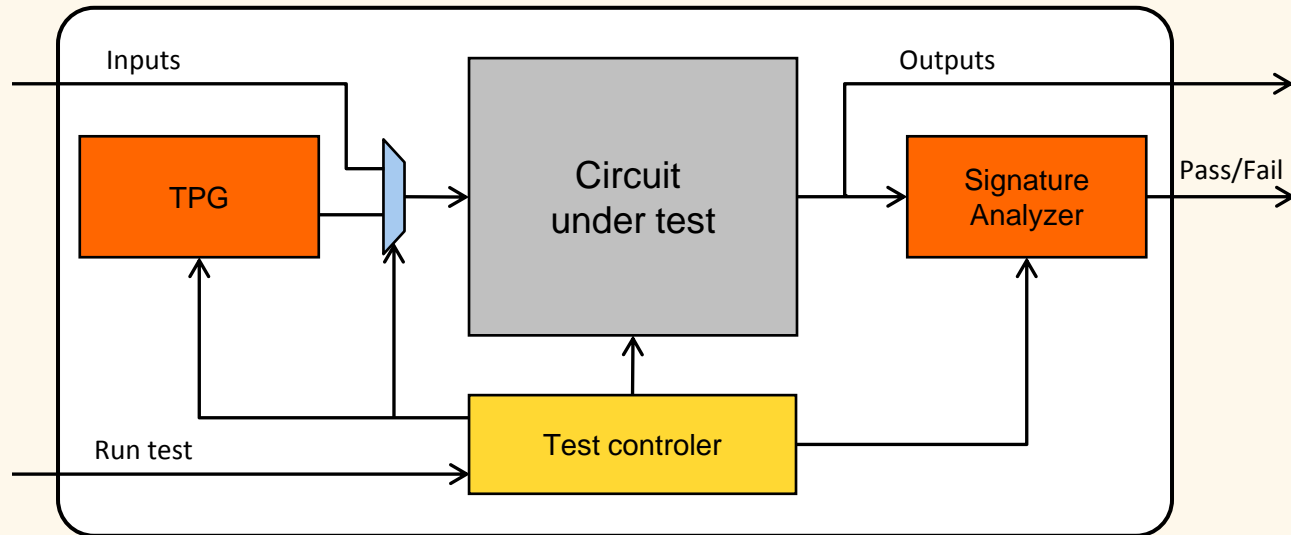 Inputs
Outputs
TPG
Circuit
under test
Signature
Analyzer
Pass/Fail
Run test
Test controler